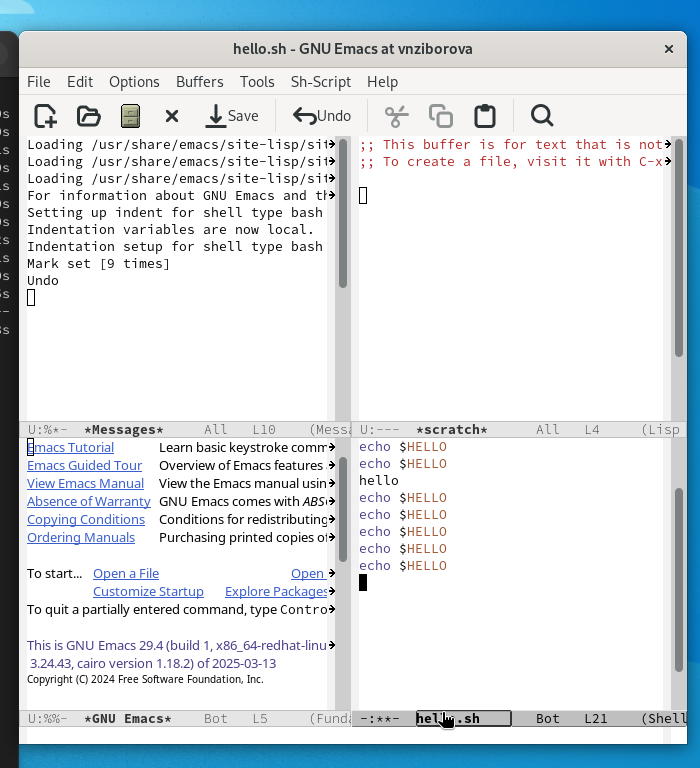 hello.sh - GNU Emacs at vnziborova
File Edit Options Buffers Tools Sh-Script Help
Save Undo
Loading /usr/share/emacs/site-lisp/sit
Loading /usr/share/emacs/site-lisp/sit
Loading /usr/share/emacs/site-lisp/sit
For information about GNU Emacs and th
Setting up indent for shell type bash
Indentation variables are now local.
Indentation setup for shell type bash
Mark set [9 times]
Undo
U:%*- *Messages* All L10 (Messa
;; This buffer is for text that is not
;; To create a file, visit it with C-x
U:--- *scratch* All L4 (Lisp
Emacs Tutorial Learn basic keystroke comm
Emacs Guided Tour Overview of Emacs features
View Emacs Manual View the Emacs manual usin
Absence of Warranty GNU Emacs comes with ABS
Copying Conditions Conditions for redistributing
Ordering Manuals Purchasing printed copies of
To start... Open a File Open
Customize Startup Explore Packages
To quit a partially entered command, type Contro
This is GNU Emacs 29.4 (build 1, x86_64-redhat-linu
3.24.43, cairo version 1.18.2) of 2025-03-13
Copyright (C) 2024 Free Software Foundation, Inc.
U:%%- *GNU Emacs* Bot L5 (Funda
echo $HELLO
echo $HELLO
hello
echo $HELLO
echo $HELLO
echo $HELLO
echo $HELLO
echo $HELLO
-:**- hello.sh Bot L21 (Shell